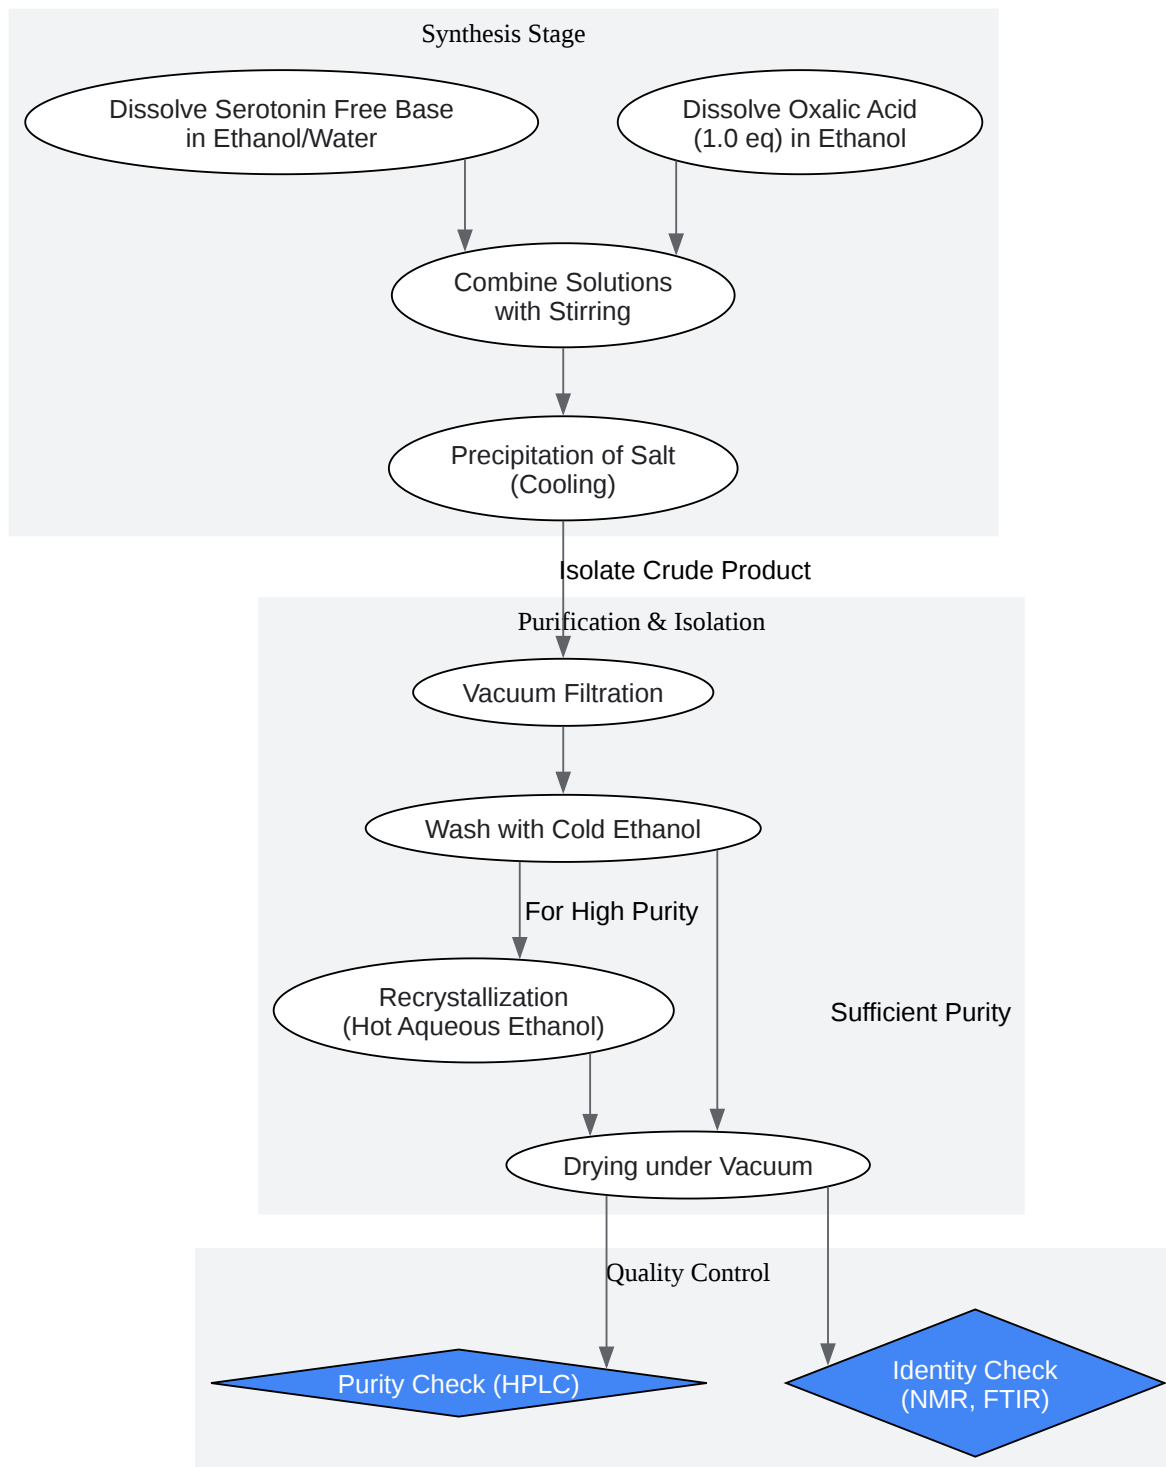 Synthesis Stage
Dissolve Serotonin Free Base
in Ethanol/Water
Dissolve Oxalic Acid
(1.0 eq) in Ethanol
Combine Solutions
with Stirring
Precipitation of Salt
(Cooling)
Isolate Crude Product
Purification & Isolation
Vacuum Filtration
Wash with Cold Ethanol
For High Purity
Recrystallization
(Hot Aqueous Ethanol)
Sufficient Purity
Drying under Vacuum
Quality Control
Purity Check (HPLC)
Identity Check
(NMR, FTIR)